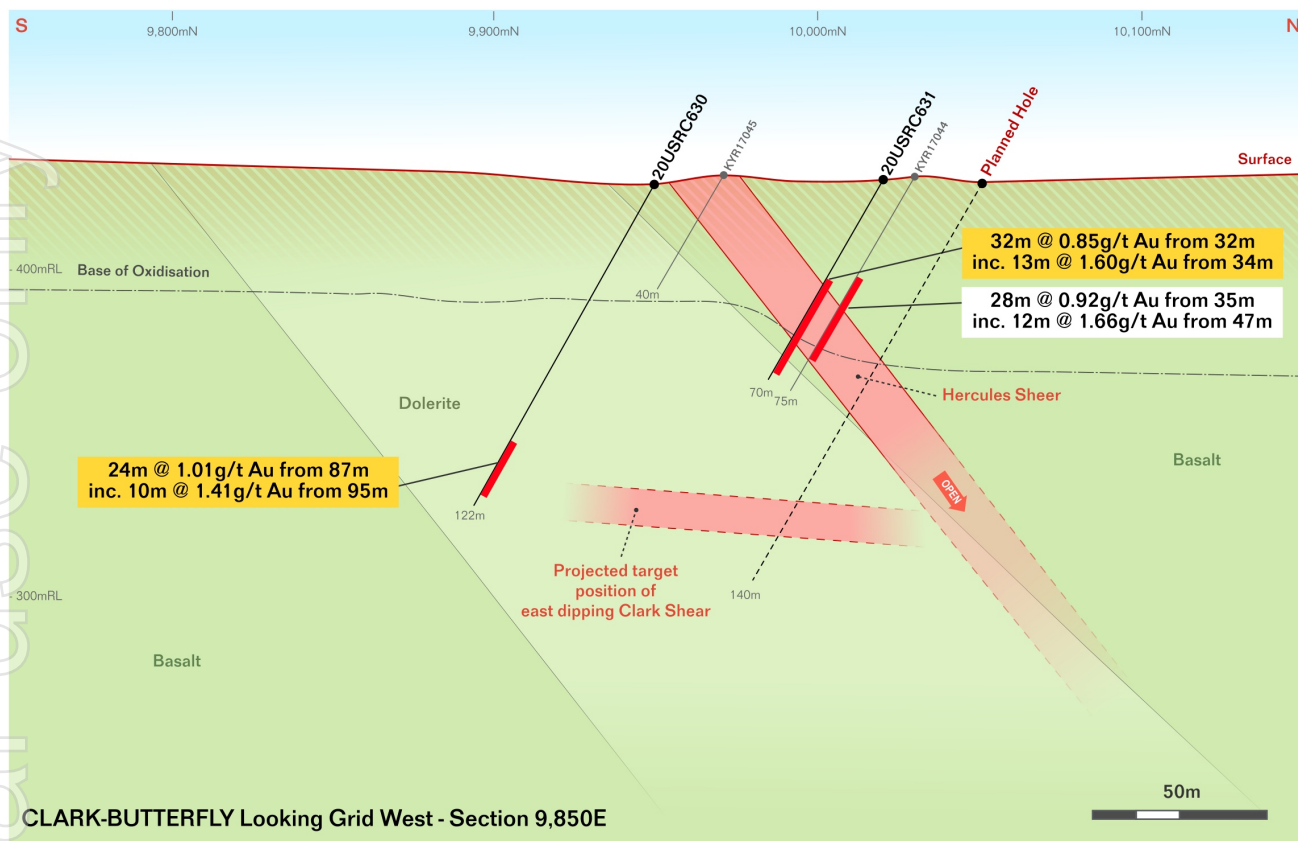 S
9,800mN
9,900mN
10,000mN
10,100mN
N
20USRC630
KYR17045
20USRC631
KYR17044
Planned Hole
Surface
32m @ 0.85g/t Au from 32m
inc. 13m @ 1.60g/t Au from 34m
400mRL
Base of Oxidisation
40m
28m @ 0.92g/t Au from 35m
inc. 12m @ 1.66g/t Au from 47m
70m
75m
Hercules Sheer
Dolerite
Basalt
24m @ 1.01g/t Au from 87m
inc. 10m @ 1.41g/t Au from 95m
OPEN
122m
Projected target
position of
east dipping Clark Shear
140m
300mRL
Basalt
50m
CLARK-BUTTERFLY Looking Grid West - Section 9,850E